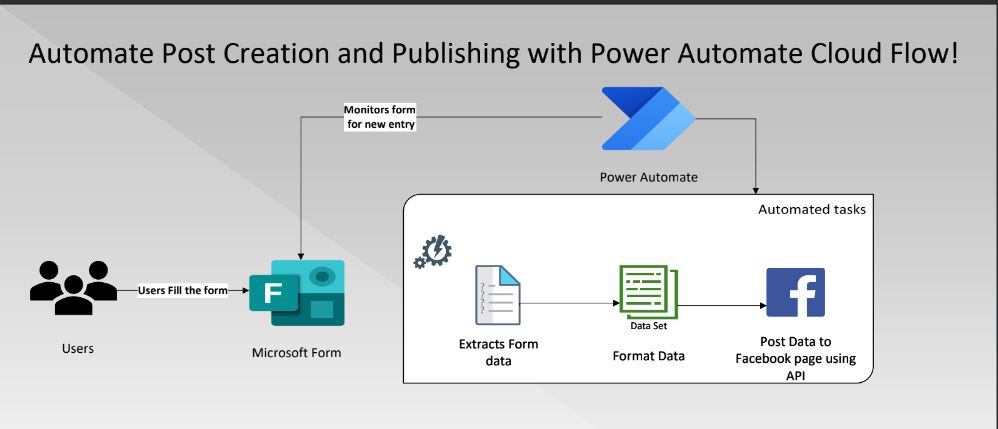 Automate Post Creation and Publishing with Power Automate Cloud Flow!
Monitors form
for new entry
Power Automate
Automated tasks
Users Fill the form
F
Users
Microsoft Form
?
?
?
?
Extracts Form
data
Data Set
Format Data
f
Post Data to
Facebook page using
API